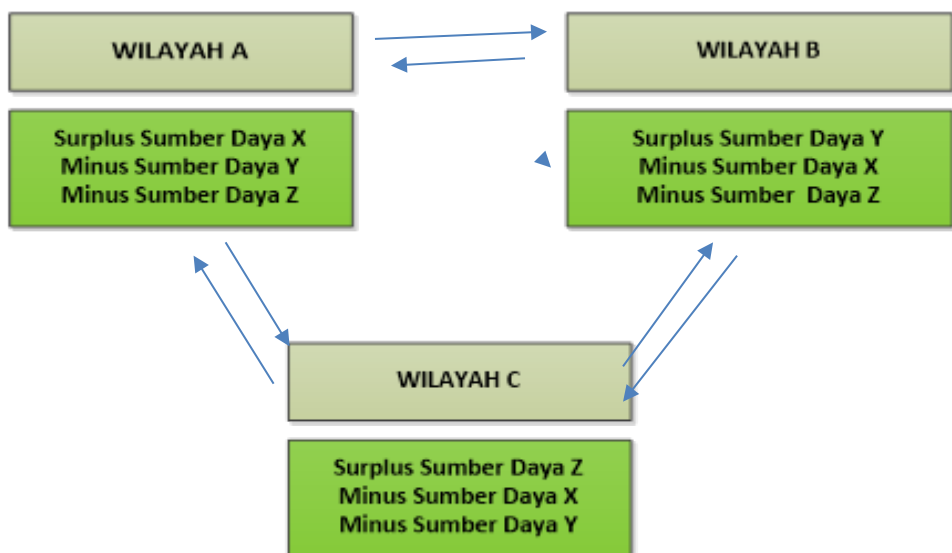 WILAYAH A
Surplus Sumber Daya X
Minus Sumber Daya Y
Minus Sumber Daya Z
WILAYAH B
Surplus Sumber Daya Y
Minus Sumber Daya X
Minus Sumber Daya Z
WILAYAH C
Surplus Sumber Daya Z
Minus Sumber Daya X
Minus Sumber Daya Y